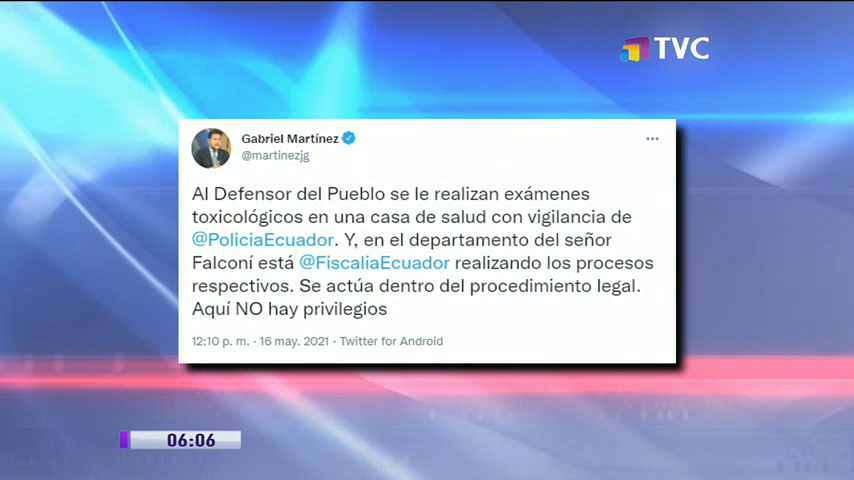 TVC
Gabriel Martínez
@martinezjg
Al Defensor del Pueblo se le realizan exámenes
toxicológicos en una casa de salud con vigilancia de
@PoliciaEcuador. Y, en el departamento del señor
Falconí está @FiscaliaEcuador realizando los procesos
respectivos. Se actúa dentro del procedimiento legal.
Aquí NO hay privilegios
12:10 p. m. · 16 may. 2021 · Twitter for Android
06:06